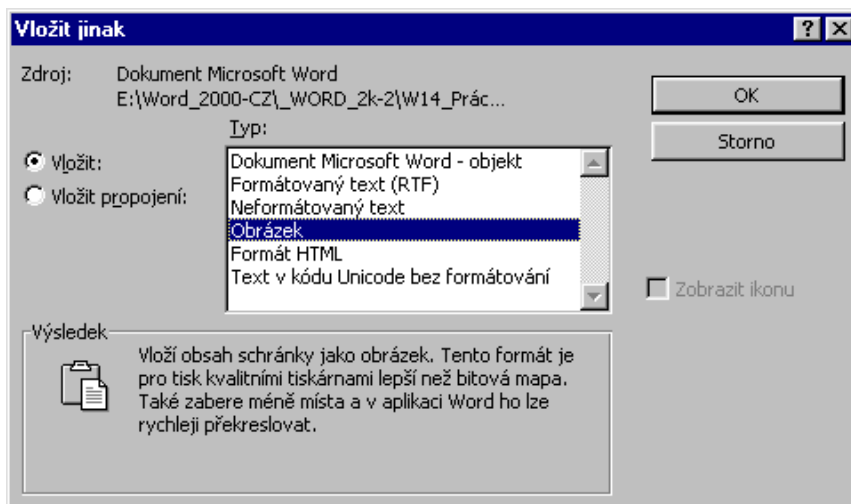 Vložit jinak
Zdroj: Dokument Microsoft Word
E:\Word_2000-CZ\_WORD_2k-2\W14_Prác...
OK
Storno
Typ:
Vložit:
Vložit propojení:
Dokument Microsoft Word - objekt
Formátovaný text (RTF)
Neformátovaný text
Obrázek
Formát HTML
Text v kódu Unicode bez formátování
Zobrazit ikonu
Výsledek
Vloží obsah schránky jako obrázek. Tento formát je
pro tisk kvalitními tiskárnami lepší než bitová mapa.
Také zabere méně místa a v aplikaci Word ho lze
rychleji překreslovat.